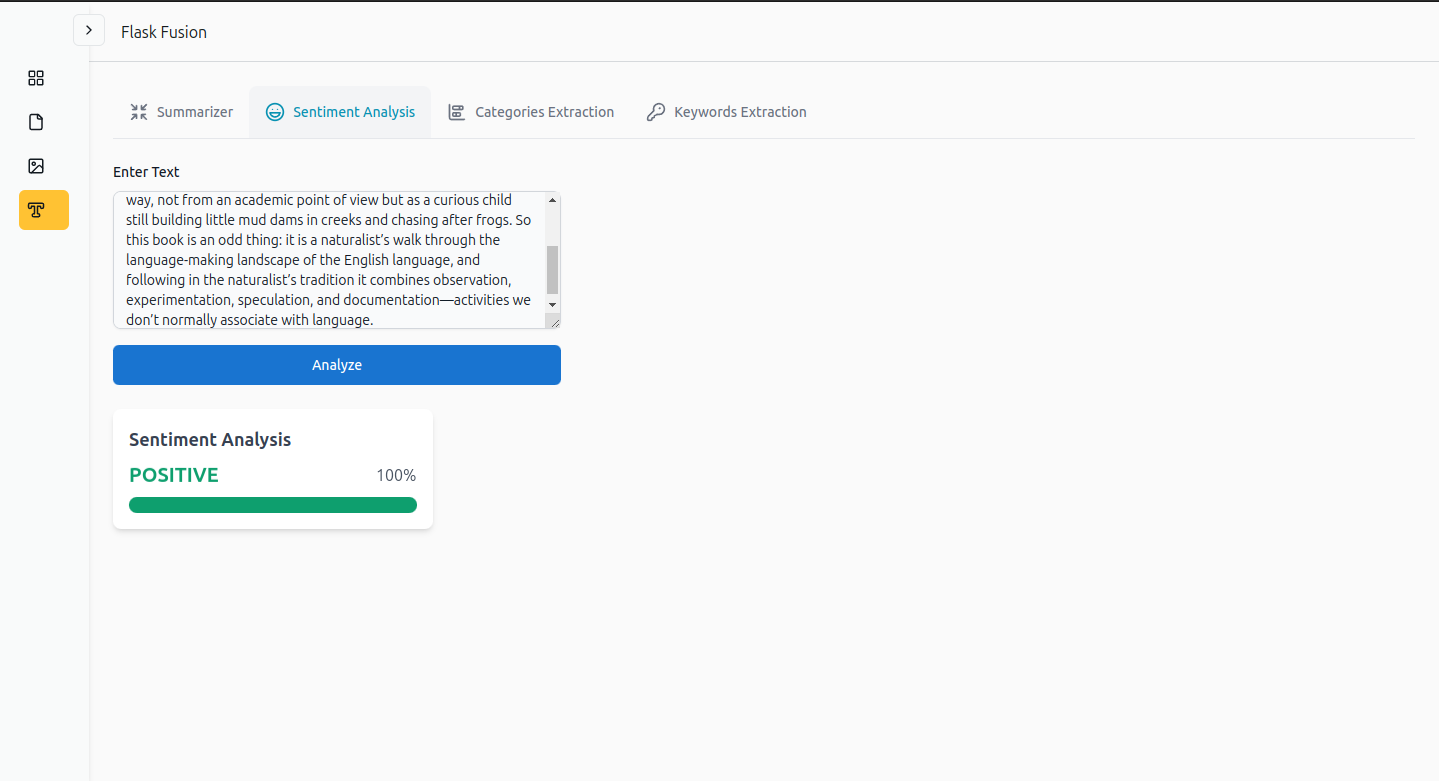 Flask Fusion
Summarizer
Sentiment Analysis
Categories Extraction
Keywords Extraction
Enter Text
way, not from an academic point of view but as a curious child
still building little mud dams in creeks and chasing after frogs. So
this book is an odd thing: it is a naturalist’s walk through the
language-making landscape of the English language, and
following in the naturalist’s tradition it combines observation,
experimentation, speculation, and documentation—activities we
don’t normally associate with language.
Analyze
Sentiment Analysis
POSITIVE 100%